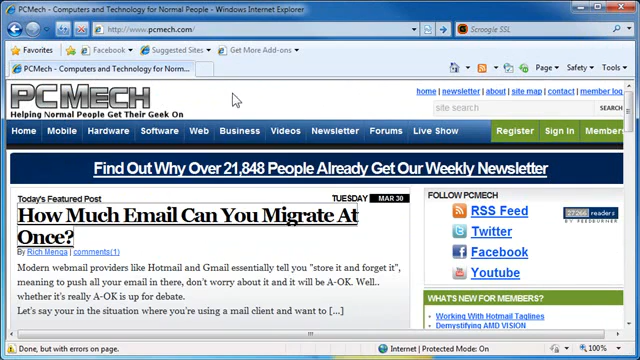 PCMech - Computers and Technology for Normal People - Windows Internet Explorer
http://www.pcmech.com/
Scroogle SSL
Favorites Facebook Suggested Sites Get More Add-ons
PCMech - Computers and Technology for Norm...
Page Safety Tools
PCMECH
Helping Normal People Get Their Geek On
home | newsletter | about | site map | contact | member log
site search SEARCH
Home Mobile Hardware Software Web Business Videos Newsletter Forums Live Show Register Sign In Members
Find Out Why Over 21,848 People Already Get Our Weekly Newsletter
Today's Featured Post TUESDAY MAR 30
How Much Email Can You Migrate At
Once?
By Rich Menga | comments(1)
Modern webmail providers like Hotmail and Gmail essentially tell you "store it and forget it",
meaning to push all your email in there, don't worry about it and it will be A-OK. Well..
whether it's really A-OK is up for debate.
Let's say your in the situation where you're using a mail client and want to [...]
FOLLOW PCMECH
RSS Feed
27266 readers
BY FEEDBURNER
Twitter
Facebook
Youtube
WHAT'S NEW FOR MEMBERS?
Working With Hotmail Taglines
Demystifying AMD VISION
Done, but with errors on page.
Internet | Protected Mode: On
100%